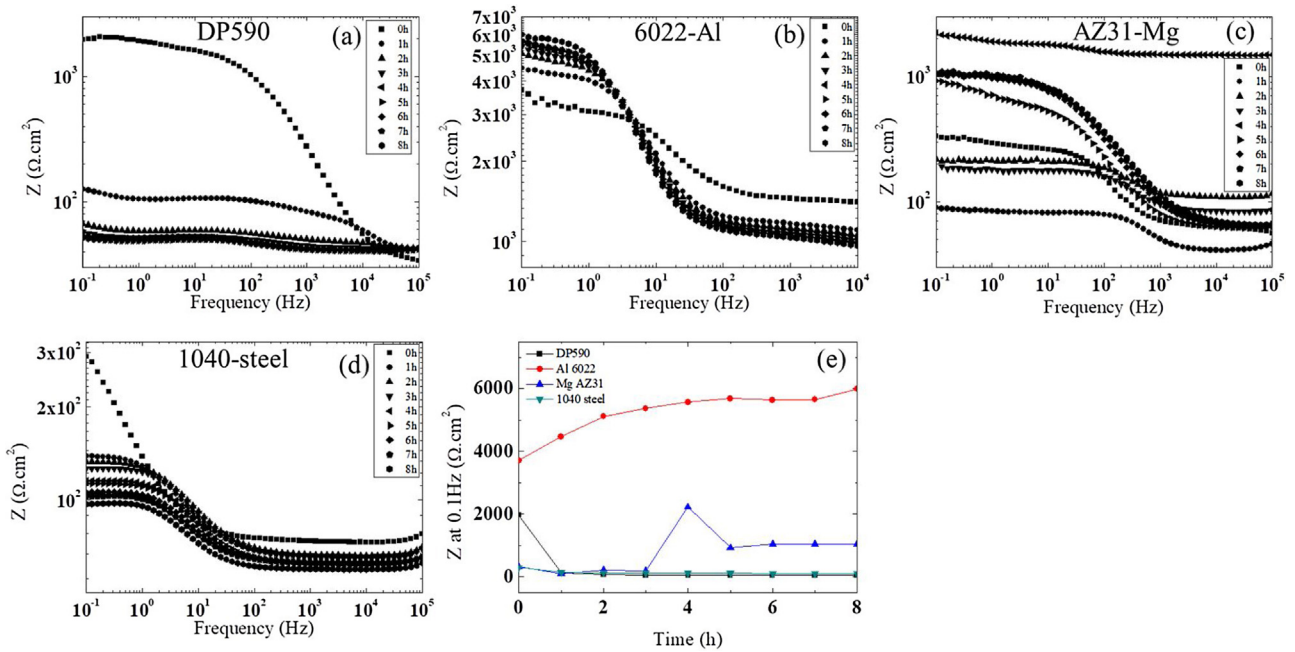 DP590
(a)
0h
1h
2h
3h
4h
5h
6h
7h
8h
10³
10²
Z (Ω.cm²)
10⁻¹ 10⁰ 10¹ 10² 10³ 10⁴ 10⁵
Frequency (Hz)
6022-Al
(b)
0h
1h
2h
3h
4h
5h
6h
7h
8h
7x10³
6x10³
5x10³
4x10³
3x10³
2x10³
10³
Z (Ω.cm²)
10⁻¹ 10⁰ 10¹ 10² 10³ 10⁴
Frequency (Hz)
AZ31-Mg
(c)
0h
1h
2h
3h
4h
5h
6h
7h
8h
10³
10²
Z (Ω.cm²)
10⁻¹ 10⁰ 10¹ 10² 10³ 10⁴ 10⁵
Frequency (Hz)
1040-steel
(d)
0h
1h
2h
3h
4h
5h
6h
7h
8h
3x10²
2x10²
10²
Z (Ω.cm²)
10⁻¹ 10⁰ 10¹ 10² 10³ 10⁴ 10⁵
Frequency (Hz)
(e)
DP590
Al 6022
Mg AZ31
1040 steel
6000
4000
2000
0
Z at 0.1Hz (Ω.cm²)
0 2 4 6 8
Time (h)